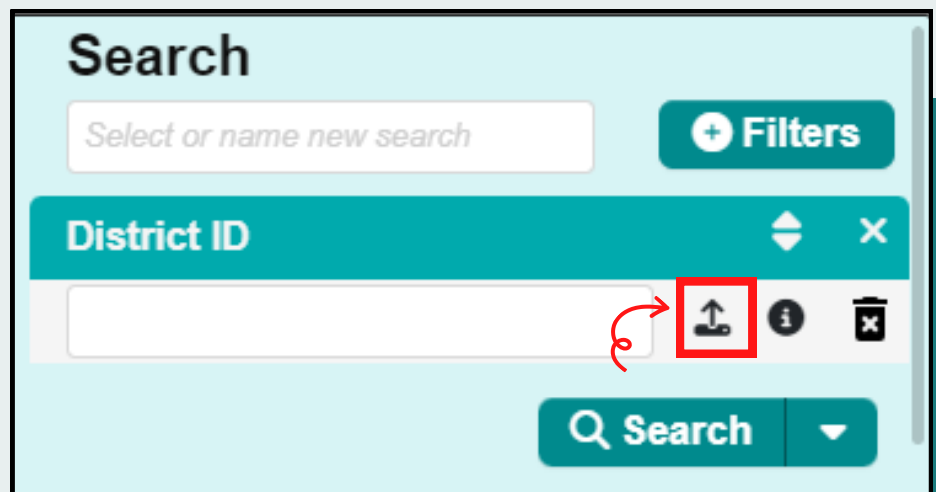 Search
Select or name new search
Filters
District ID
Search